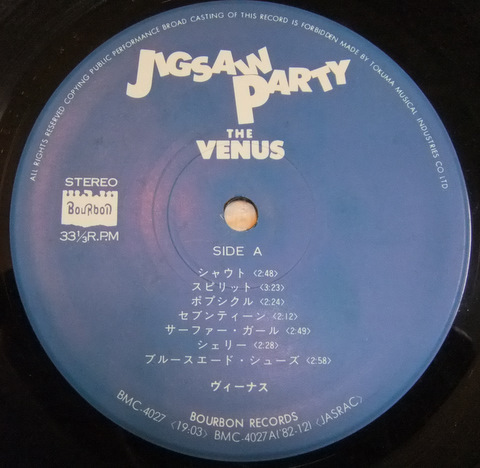 ALL RIGHTS RESERVED COPYING PUBLIC PERFORMANCE BROAD CASTING OF THIS RECORD IS FORBIDDEN MADE BY TOKUMA MUSICAL INDUSTRIES CO LTD
JIGSAW
PARTY
THE
VENUS
STEREO
BOURBON
33⅓R.P.M
SIDE A
シャウト〈2:48〉
スピリット〈3:23〉
ポプシクル〈2:24〉
セブンティーン〈2:12〉
サーファー・ガール〈2:49〉
シェリー〈2:28〉
ブルースエード・シューズ〈2:58〉
ヴィーナス
BOURBON RECORDS
BMC-4027 〈19:03〉 BMC-4027A('82・12) 〈JASRAC〉